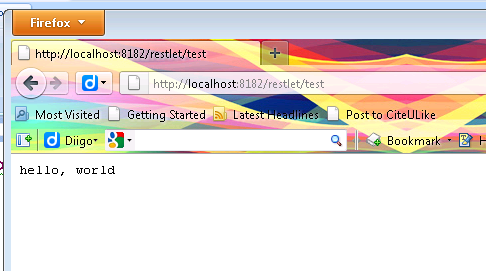 Firefox
http://localhost:8182/restlet/test
http://localhost:8182/restlet/test
Most Visited Getting Started Latest Headlines Post to CiteULike
Diigo Bookmark H
hello, world